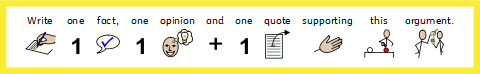 Write one fact, one opinion and one quote supporting this argument.
1 1 + 1